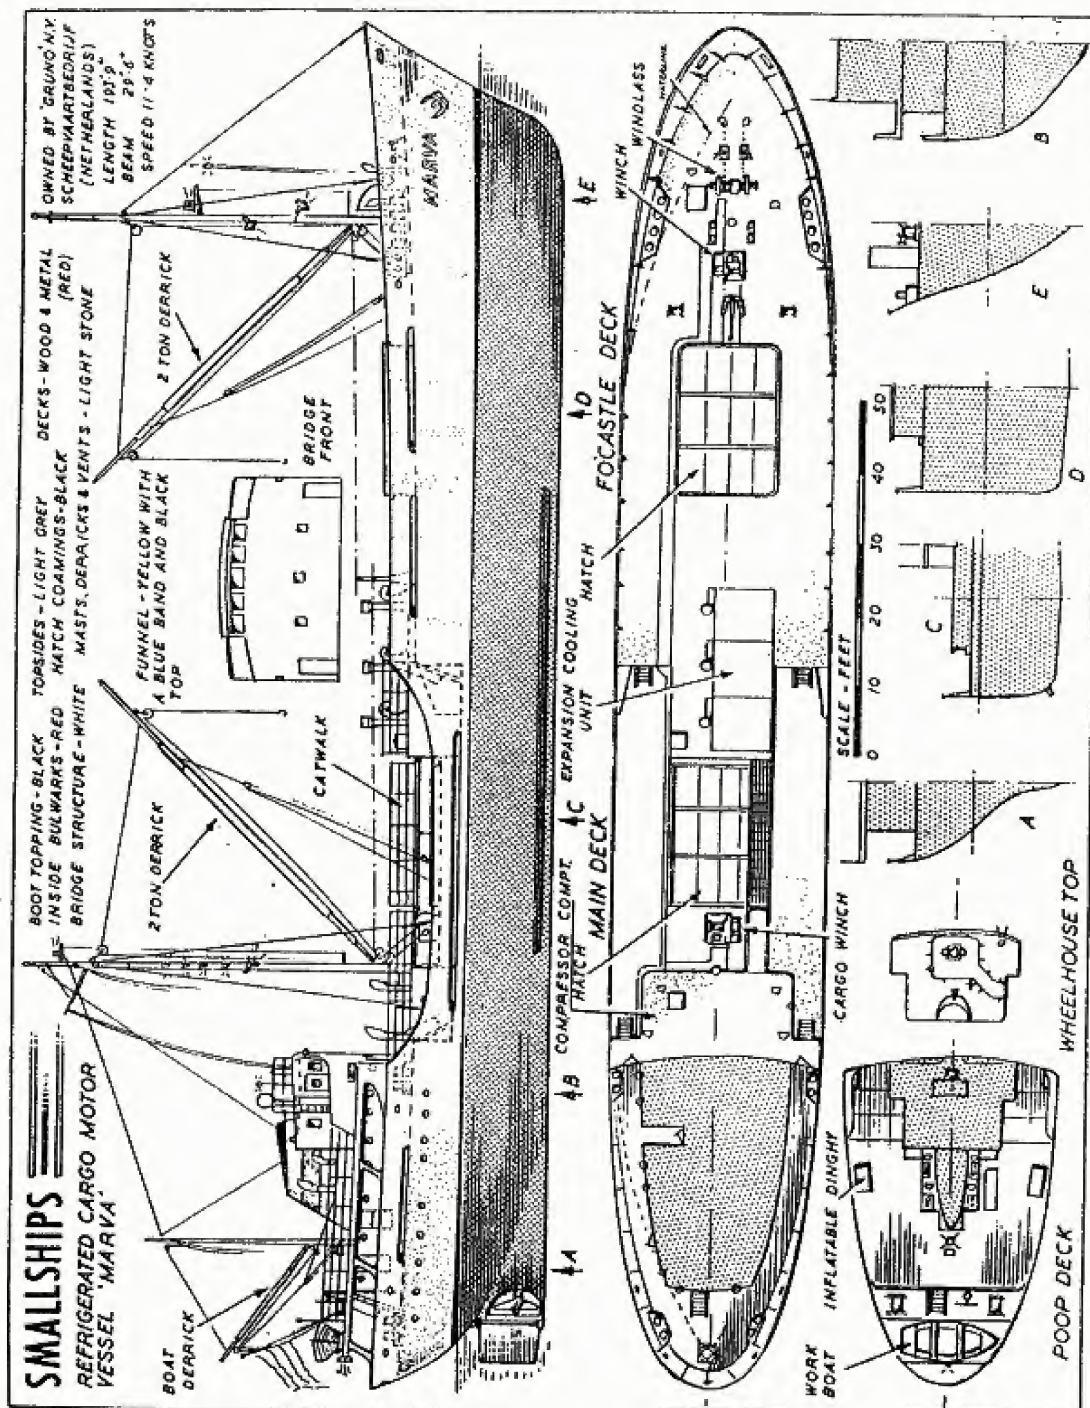 SMALLSHIPS
REFRIGERATED CARGO MOTOR
VESSEL 'MARVA'
BOOT TOPPING - BLACK TOPSIDES - LIGHT GREY DECKS - WOOD & METAL
(RED)
INSIDE BULWARKS - RED HATCH COAMINGS - BLACK
BRIDGE STRUCTURE - WHITE MASTS, DERRICKS & VENTS - LIGHT STONE
OWNED BY 'GRUNO' N.V.
SCHEEPVAARTBEDRIJF
(NETHERLANDS)
LENGTH 193'·9"
BEAM 29'·6"
SPEED 11·4 KNOTS
BOAT
DERRICK
2 TON DERRICK
FUNNEL - YELLOW WITH
A BLUE BAND AND BLACK
TOP
BRIDGE
FRONT
2 TON DERRICK
CATWALK
MARVA
A
B
C
D
E
COMPRESSOR COMPT.
HATCH
MAIN DECK
EXPANSION COOLING
UNIT
HATCH
FO'CASTLE DECK
WINCH
WINDLASS
WATERLINE
CARGO WINCH
SCALE - FEET
0 10 20 30 40 50
WORK
BOAT
INFLATABLE DINGHY
POOP DECK
WHEELHOUSE TOP
A
C
D
E
B